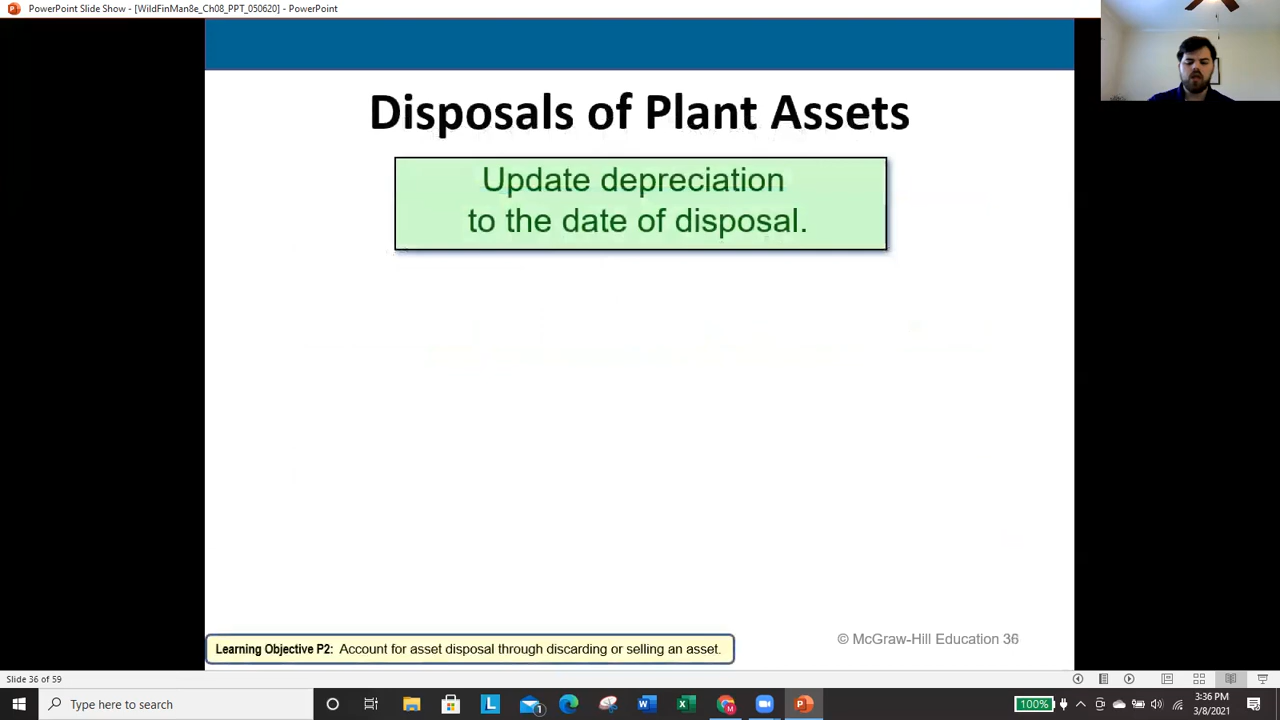 PowerPoint Slide Show - [WildFinMan8e_Ch08_PPT_050620] - PowerPoint
Disposals of Plant Assets
Update depreciation
to the date of disposal.
Learning Objective P2: Account for asset disposal through discarding or selling an asset.
© McGraw-Hill Education 36
Slide 36 of 59
Type here to search
100%
3:36 PM
3/8/2021